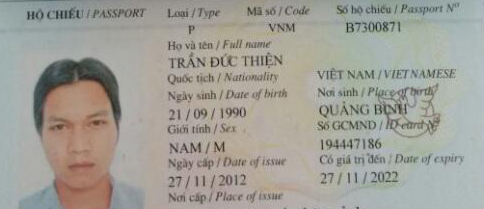 HỘ CHIẾU / PASSPORT Loại / Type Mã số / Code Số hộ chiếu / Passport Nº
P VNM B7300871
Họ và tên / Full name
TRẦN ĐỨC THIỆN
Quốc tịch / Nationality VIỆT NAM / VIETNAMESE
Ngày sinh / Date of birth Nơi sinh / Place of birth
21 / 09 / 1990 QUẢNG BÌNH
Giới tính / Sex Số GCMND / ID card Nº
NAM / M 194447186
Ngày cấp / Date of issue Có giá trị đến / Date of expiry
27 / 11 / 2012 27 / 11 / 2022
Nơi cấp / Place of issue